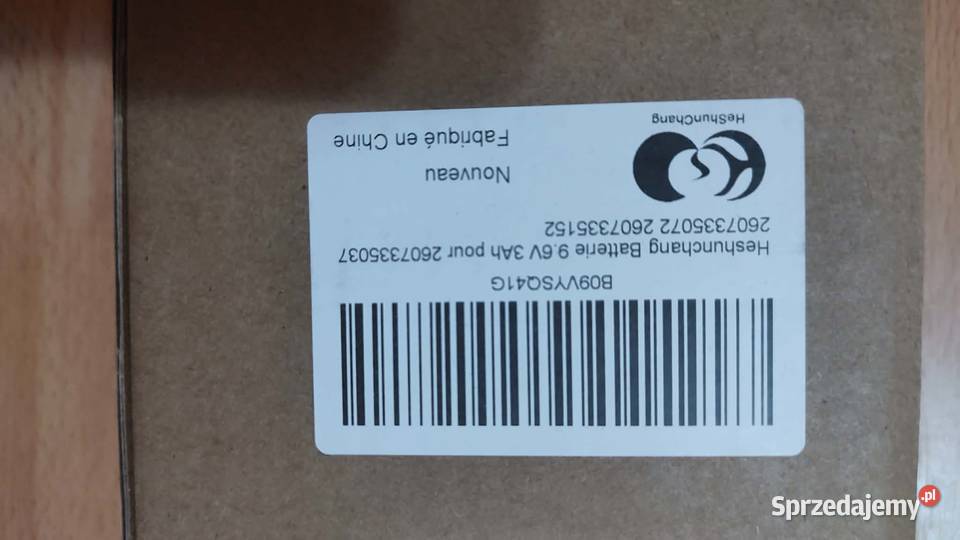 B09VYSQ41G
Heshunchang Batterie 9.6V 3Ah pour 2607335037
2607335072 2607335152
Nouveau
Fabriqué en Chine
HeShunChang
Sprzedajemy.pl